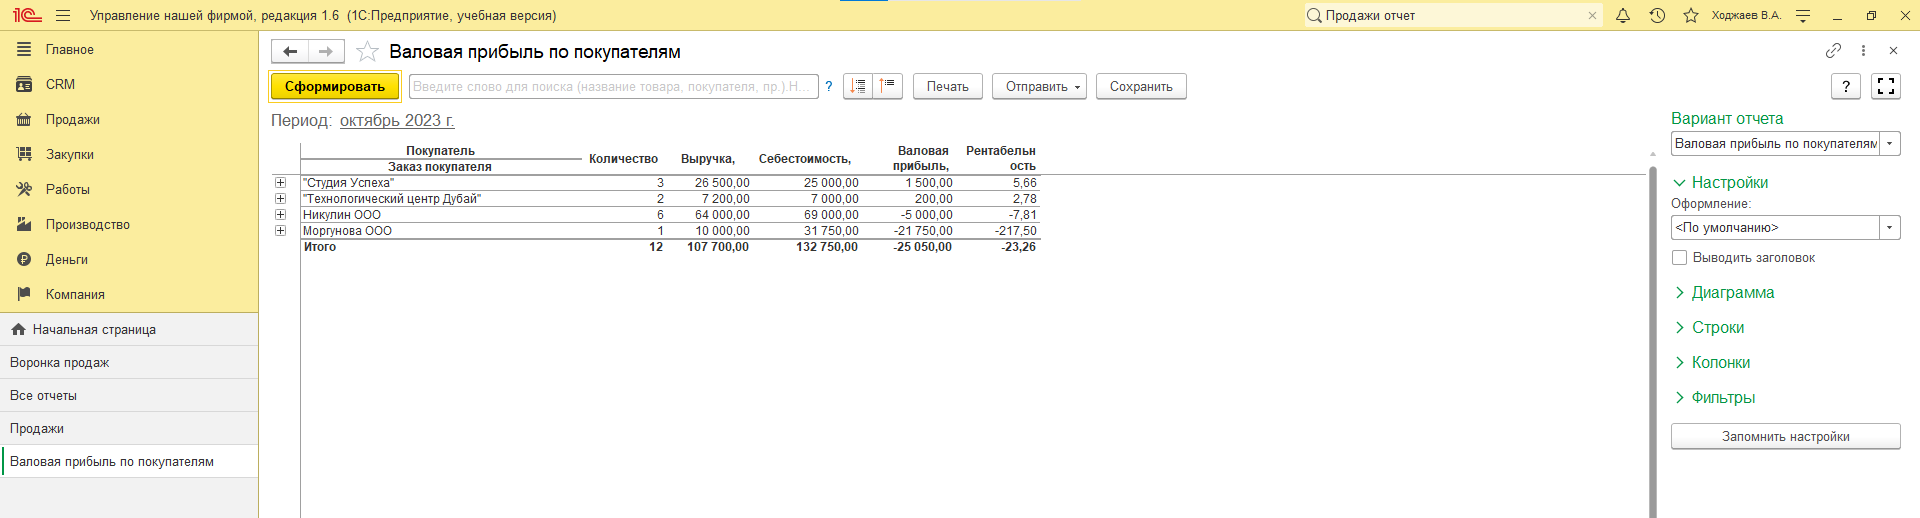 1С Управление нашей фирмой, редакция 1.6 (1С:Предприятие, учебная версия)
Продажи отчет
Ходжаев В.А.
Главное
CRM
Продажи
Закупки
Работы
Производство
Деньги
Компания
Начальная страница
Воронка продаж
Все отчеты
Продажи
Валовая прибыль по покупателям
Валовая прибыль по покупателям
Сформировать
Введите слово для поиска (название товара, покупателя, пр.).Н...
?
Печать
Отправить
Сохранить
?
Период: октябрь 2023 г.
Покупатель Количество Выручка, Себестоимость, Валовая прибыль, Рентабельн ость
Заказ покупателя
"Студия Успеха" 3 26 500,00 25 000,00 1 500,00 5,66
"Технологический центр Дубай" 2 7 200,00 7 000,00 200,00 2,78
Никулин ООО 6 64 000,00 69 000,00 -5 000,00 -7,81
Моргунова ООО 1 10 000,00 31 750,00 -21 750,00 -217,50
Итого 12 107 700,00 132 750,00 -25 050,00 -23,26
Вариант отчета
Валовая прибыль по покупателям
Настройки
Оформление:
<По умолчанию>
Выводить заголовок
Диаграмма
Строки
Колонки
Фильтры
Запомнить настройки